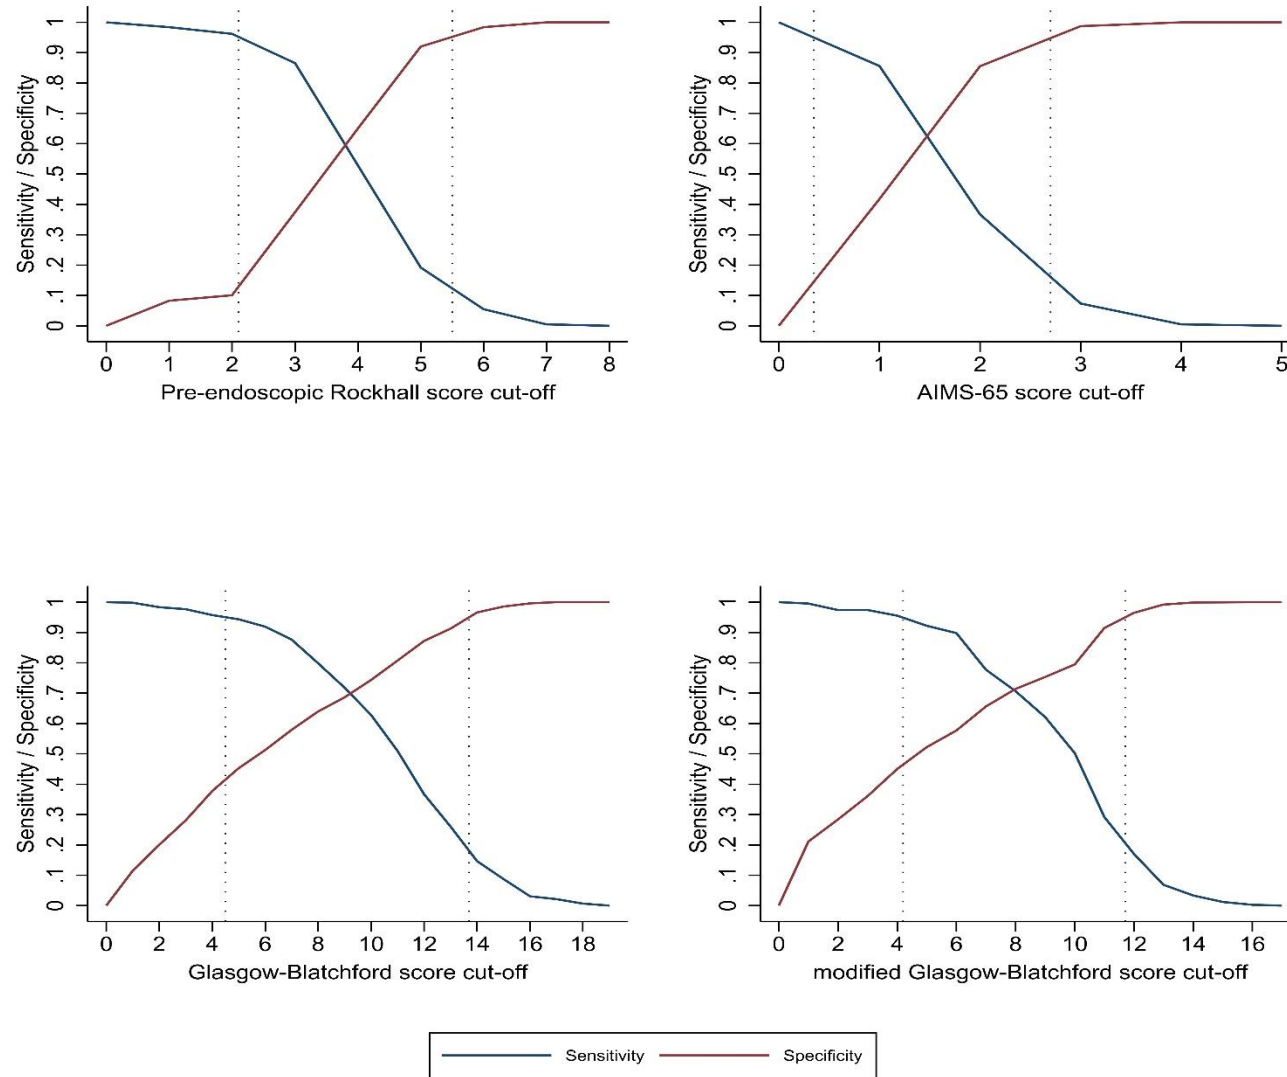 Sensitivity / Specificity
0 .1 .2 .3 .4 .5 .6 .7 .8 .9 1
0 1 2 3 4 5 6 7 8
Pre-endoscopic Rockhall score cut-off
Sensitivity / Specificity
0 .1 .2 .3 .4 .5 .6 .7 .8 .9 1
0 1 2 3 4 5
AIMS-65 score cut-off
Sensitivity / Specificity
0 .1 .2 .3 .4 .5 .6 .7 .8 .9 1
0 2 4 6 8 10 12 14 16 18
Glasgow-Blatchford score cut-off
Sensitivity / Specificity
0 .1 .2 .3 .4 .5 .6 .7 .8 .9 1
0 2 4 6 8 10 12 14 16
modified Glasgow-Blatchford score cut-off
Sensitivity Specificity